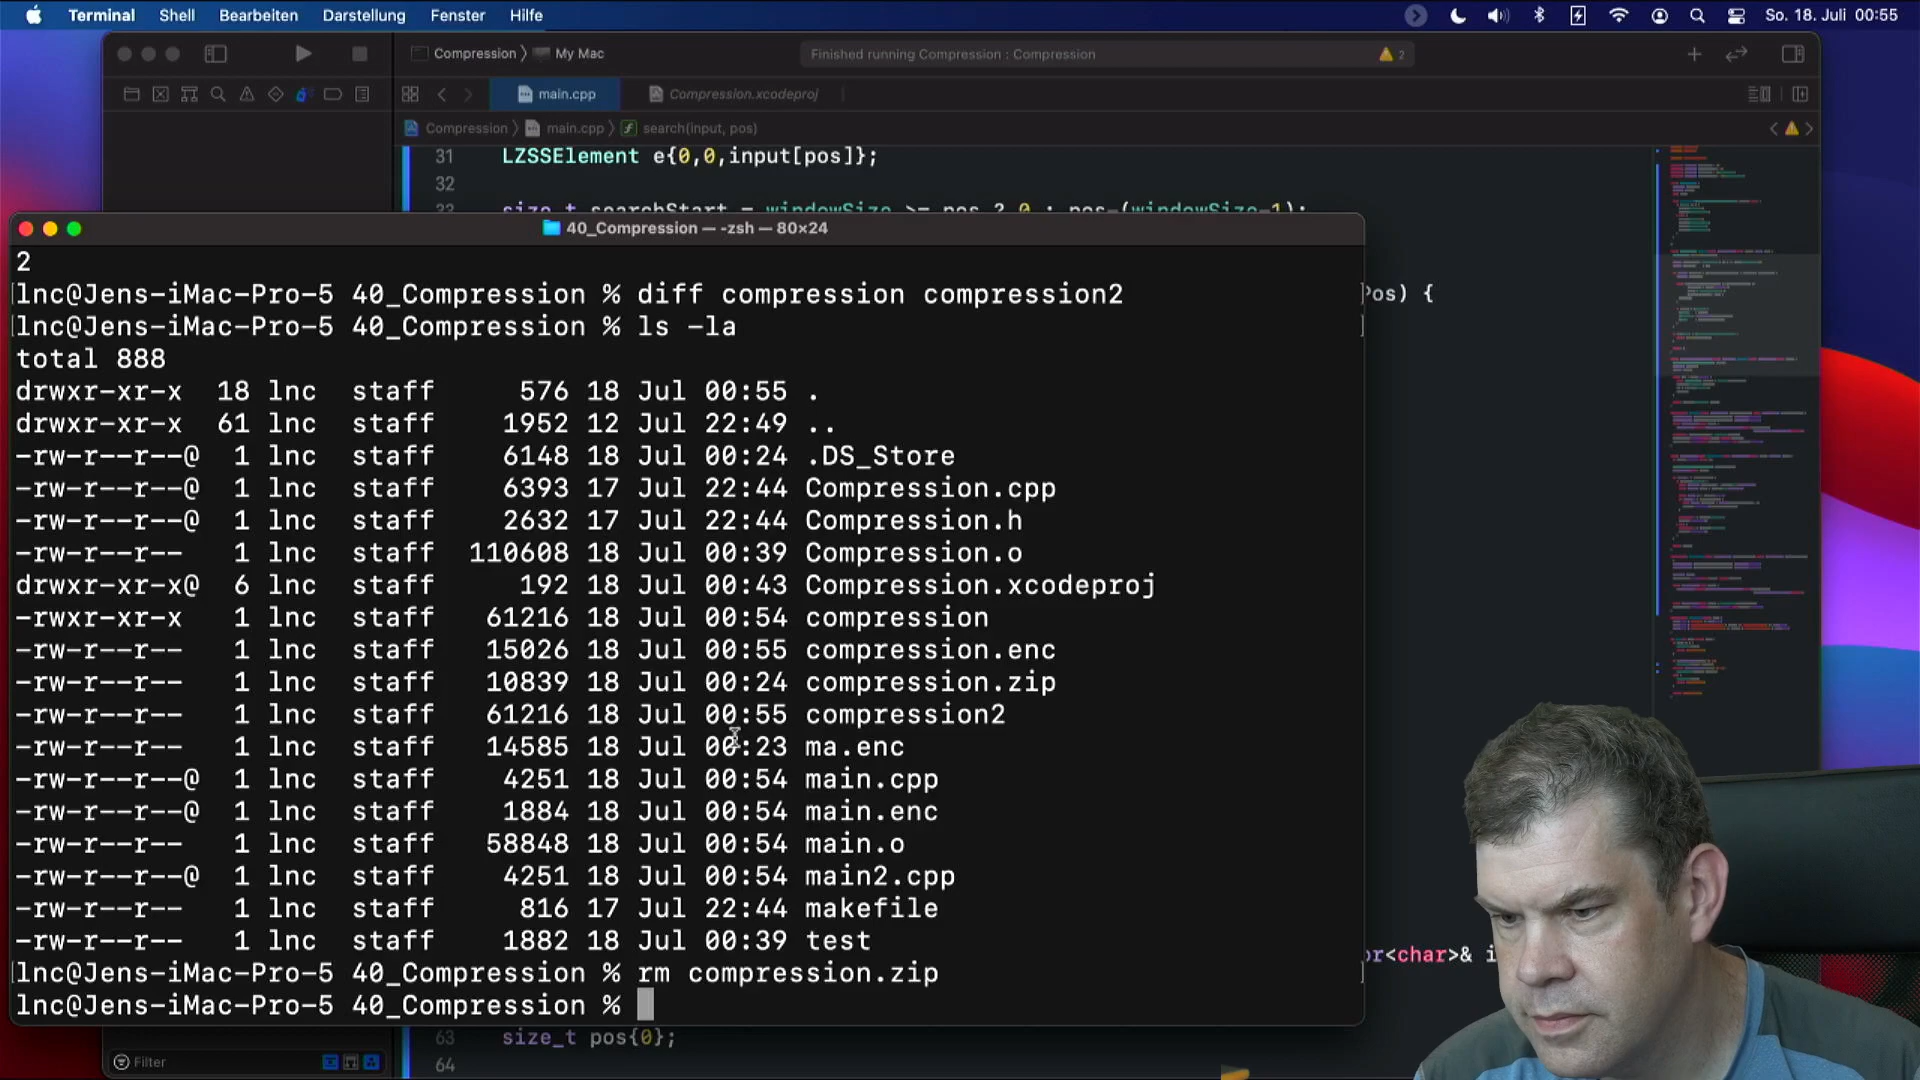 Terminal Shell Bearbeiten Darstellung Fenster Hilfe So. 18. Juli 00:55
Compression 〉 My Mac Finished running Compression : Compression 2
main.cpp Compression.xcodeproj
Compression 〉 main.cpp 〉 search(input, pos)
31 LZSSElement e{0,0,input[pos]};
32
33 size_t searchStart = windowSize >= pos ? 0 : pos-(windowSize-1);
40_Compression — -zsh — 80×24
2
lnc@Jens-iMac-Pro-5 40_Compression % diff compression compression2
Pos) {
lnc@Jens-iMac-Pro-5 40_Compression % ls -la
total 888
drwxr-xr-x 18 lnc staff 576 18 Jul 00:55 .
drwxr-xr-x 61 lnc staff 1952 12 Jul 22:49 ..
-rw-r--r--@ 1 lnc staff 6148 18 Jul 00:24 .DS_Store
-rw-r--r--@ 1 lnc staff 6393 17 Jul 22:44 Compression.cpp
-rw-r--r--@ 1 lnc staff 2632 17 Jul 22:44 Compression.h
-rw-r--r-- 1 lnc staff 110608 18 Jul 00:39 Compression.o
drwxr-xr-x@ 6 lnc staff 192 18 Jul 00:43 Compression.xcodeproj
-rwxr-xr-x 1 lnc staff 61216 18 Jul 00:54 compression
-rw-r--r-- 1 lnc staff 15026 18 Jul 00:55 compression.enc
-rw-r--r-- 1 lnc staff 10839 18 Jul 00:24 compression.zip
-rw-r--r-- 1 lnc staff 61216 18 Jul 00:55 compression2
-rw-r--r-- 1 lnc staff 14585 18 Jul 00:23 ma.enc
-rw-r--r--@ 1 lnc staff 4251 18 Jul 00:54 main.cpp
-rw-r--r--@ 1 lnc staff 1884 18 Jul 00:54 main.enc
-rw-r--r-- 1 lnc staff 58848 18 Jul 00:54 main.o
-rw-r--r--@ 1 lnc staff 4251 18 Jul 00:54 main2.cpp
-rw-r--r-- 1 lnc staff 816 17 Jul 22:44 makefile
-rw-r--r-- 1 lnc staff 1882 18 Jul 00:39 test
or<char>& i
lnc@Jens-iMac-Pro-5 40_Compression % rm compression.zip
lnc@Jens-iMac-Pro-5 40_Compression %
63 size_t pos{0};
Filter
64